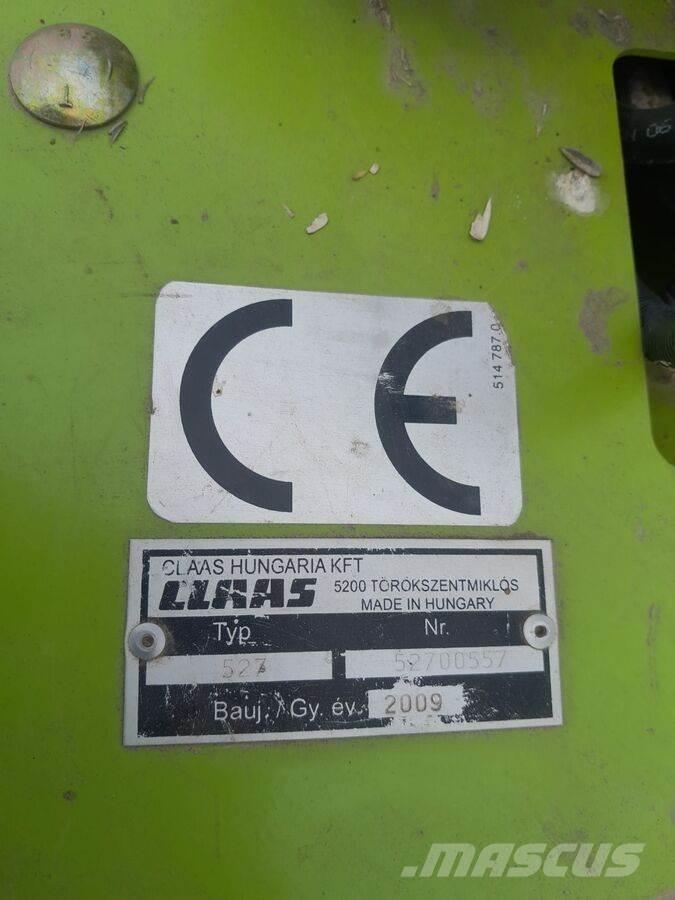 CE
514 787.0
CLAAS HUNGARIA KFT
CLAAS 5200 TÖRÖKSZENTMIKLÓS
MADE IN HUNGARY
Typ Nr.
527 52700557
Bauj. / Gy. év. 2009
MASCUS